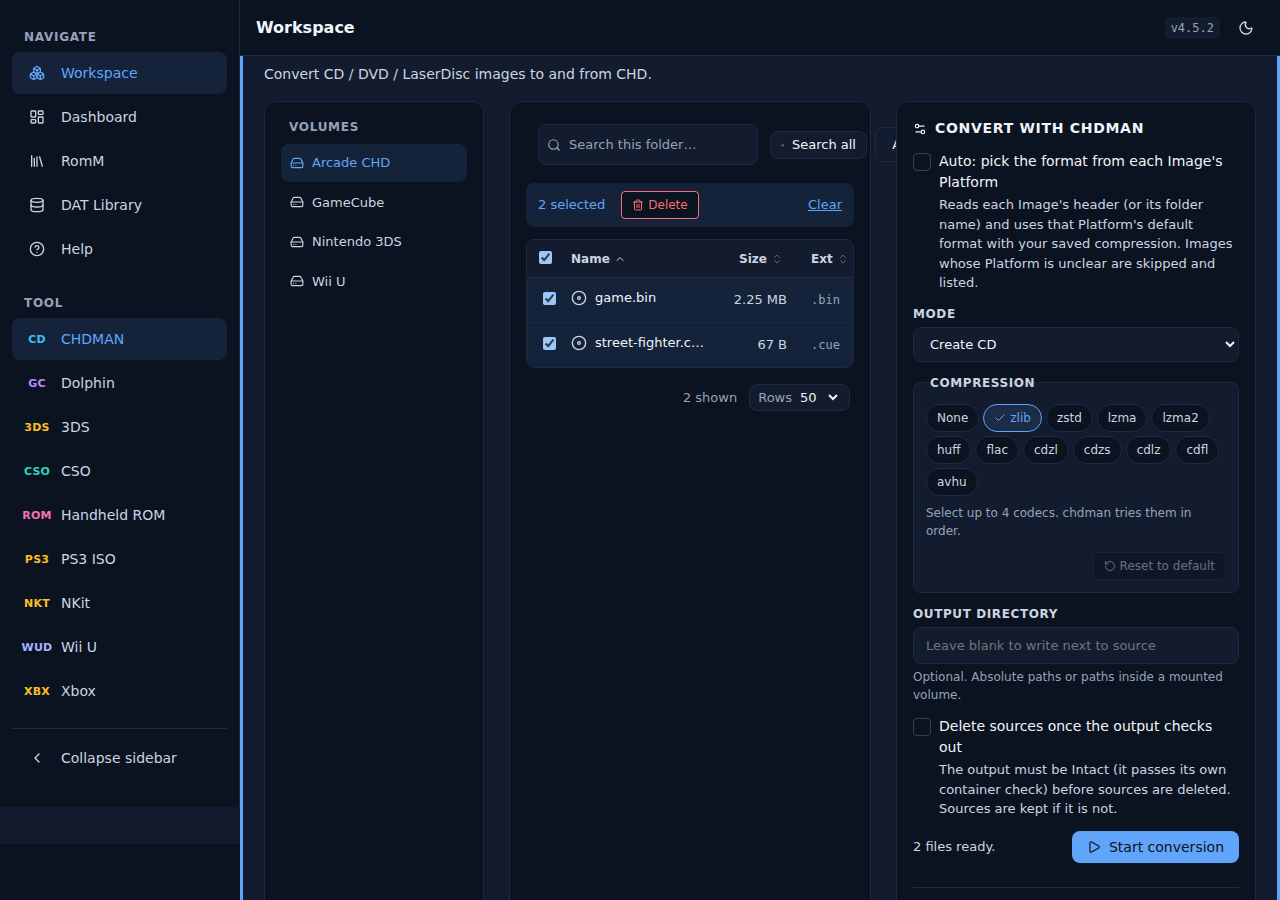 NAVIGATE
Workspace
Dashboard
RomM
DAT Library
Help
TOOL
CD CHDMAN
GC Dolphin
3DS 3DS
CSO CSO
ROM Handheld ROM
PS3 PS3 ISO
NKT NKit
WUD Wii U
XBX Xbox
Collapse sidebar
Workspace
v4.5.2
Convert CD / DVD / LaserDisc images to and from CHD.
VOLUMES
Arcade CHD
GameCube
Nintendo 3DS
Wii U
Search this folder…
Search all
2 selected Delete Clear
Name Size Ext
game.bin 2.25 MB .bin
street-fighter.c… 67 B .cue
2 shown Rows 50
CONVERT WITH CHDMAN
Auto: pick the format from each Image's
Platform
Reads each Image's header (or its folder
name) and uses that Platform's default
format with your saved compression. Images
whose Platform is unclear are skipped and
listed.
MODE
Create CD
COMPRESSION
None zlib zstd lzma lzma2
huff flac cdzl cdzs cdlz cdfl
avhu
Select up to 4 codecs. chdman tries them in
order.
Reset to default
OUTPUT DIRECTORY
Leave blank to write next to source
Optional. Absolute paths or paths inside a mounted
volume.
Delete sources once the output checks
out
The output must be Intact (it passes its own
container check) before sources are deleted.
Sources are kept if it is not.
2 files ready. Start conversion